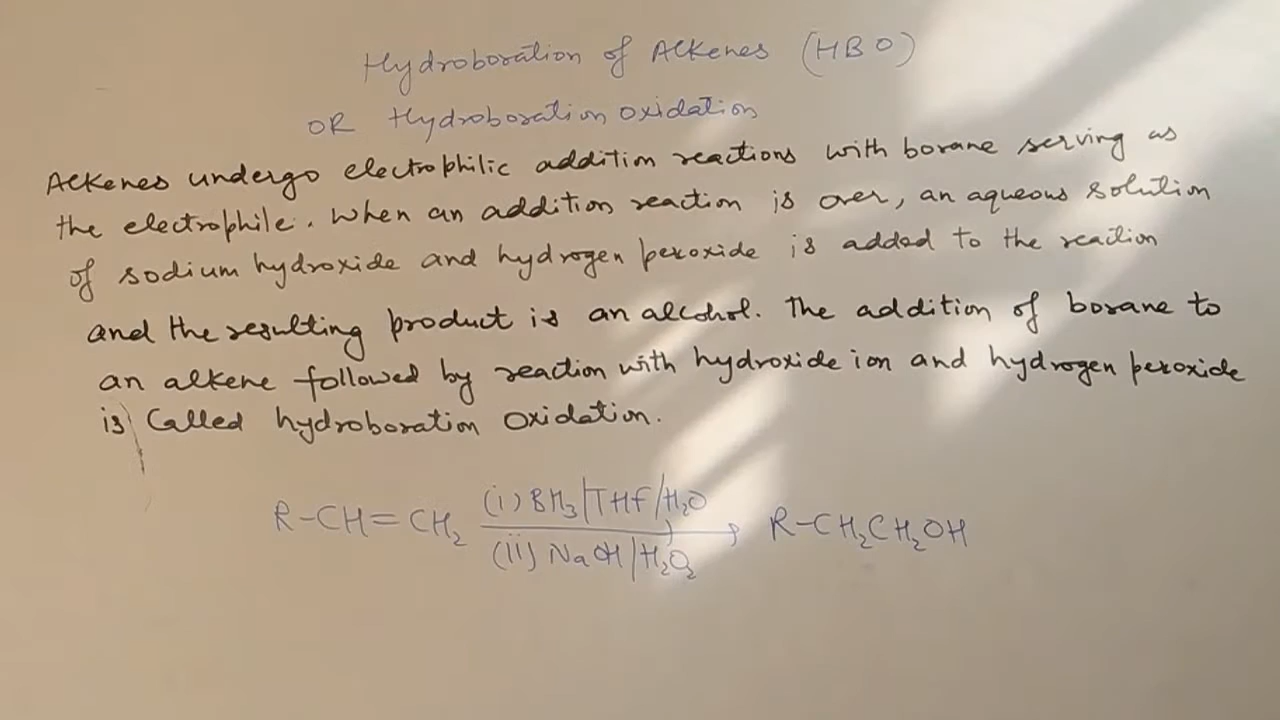 Hydroboration of Alkenes (HBO)
OR Hydroboration oxidation
Alkenes undergo electrophilic addition reactions with borane serving as
the electrophile. When an addition reaction is over, an aqueous solution
of sodium hydroxide and hydrogen peroxide is added to the reaction
and the resulting product is an alcohol. The addition of borane to
an alkene followed by reaction with hydroxide ion and hydrogen peroxide
is Called hydroboration Oxidation.
(i) BH₃/THF/H₂O
R-CH=CH₂ → R-CH₂CH₂OH
(ii) NaOH/H₂O₂